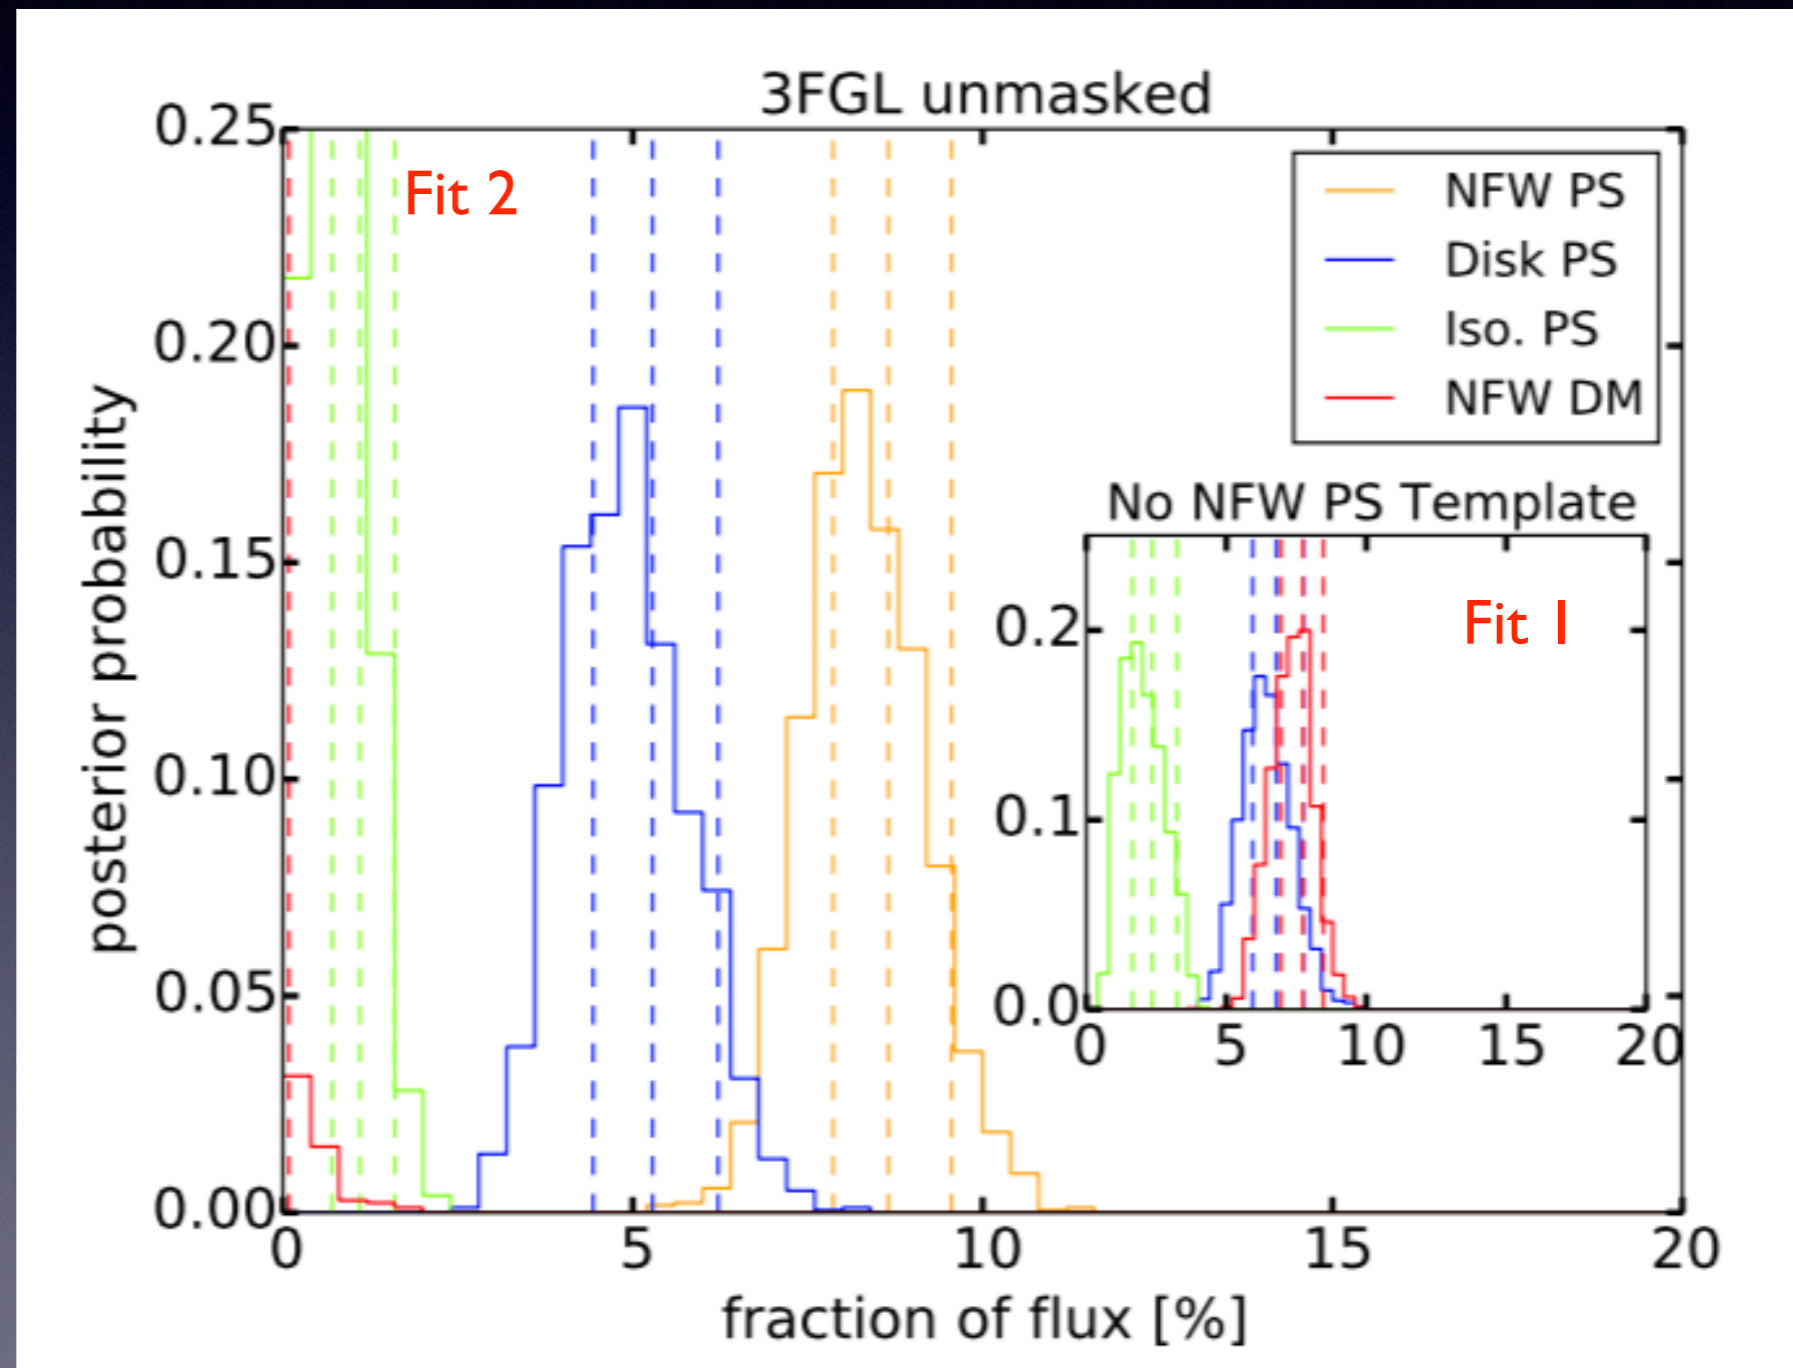 3FGL unmasked
0.25
0.20
0.15
0.10
0.05
0.00
posterior probability
Fit 2
NFW PS
Disk PS
Iso. PS
NFW DM
No NFW PS Template
Fit 1
0.2
0.1
0.0
0 5 10 15 20
0 5 10 15 20
fraction of flux [%]